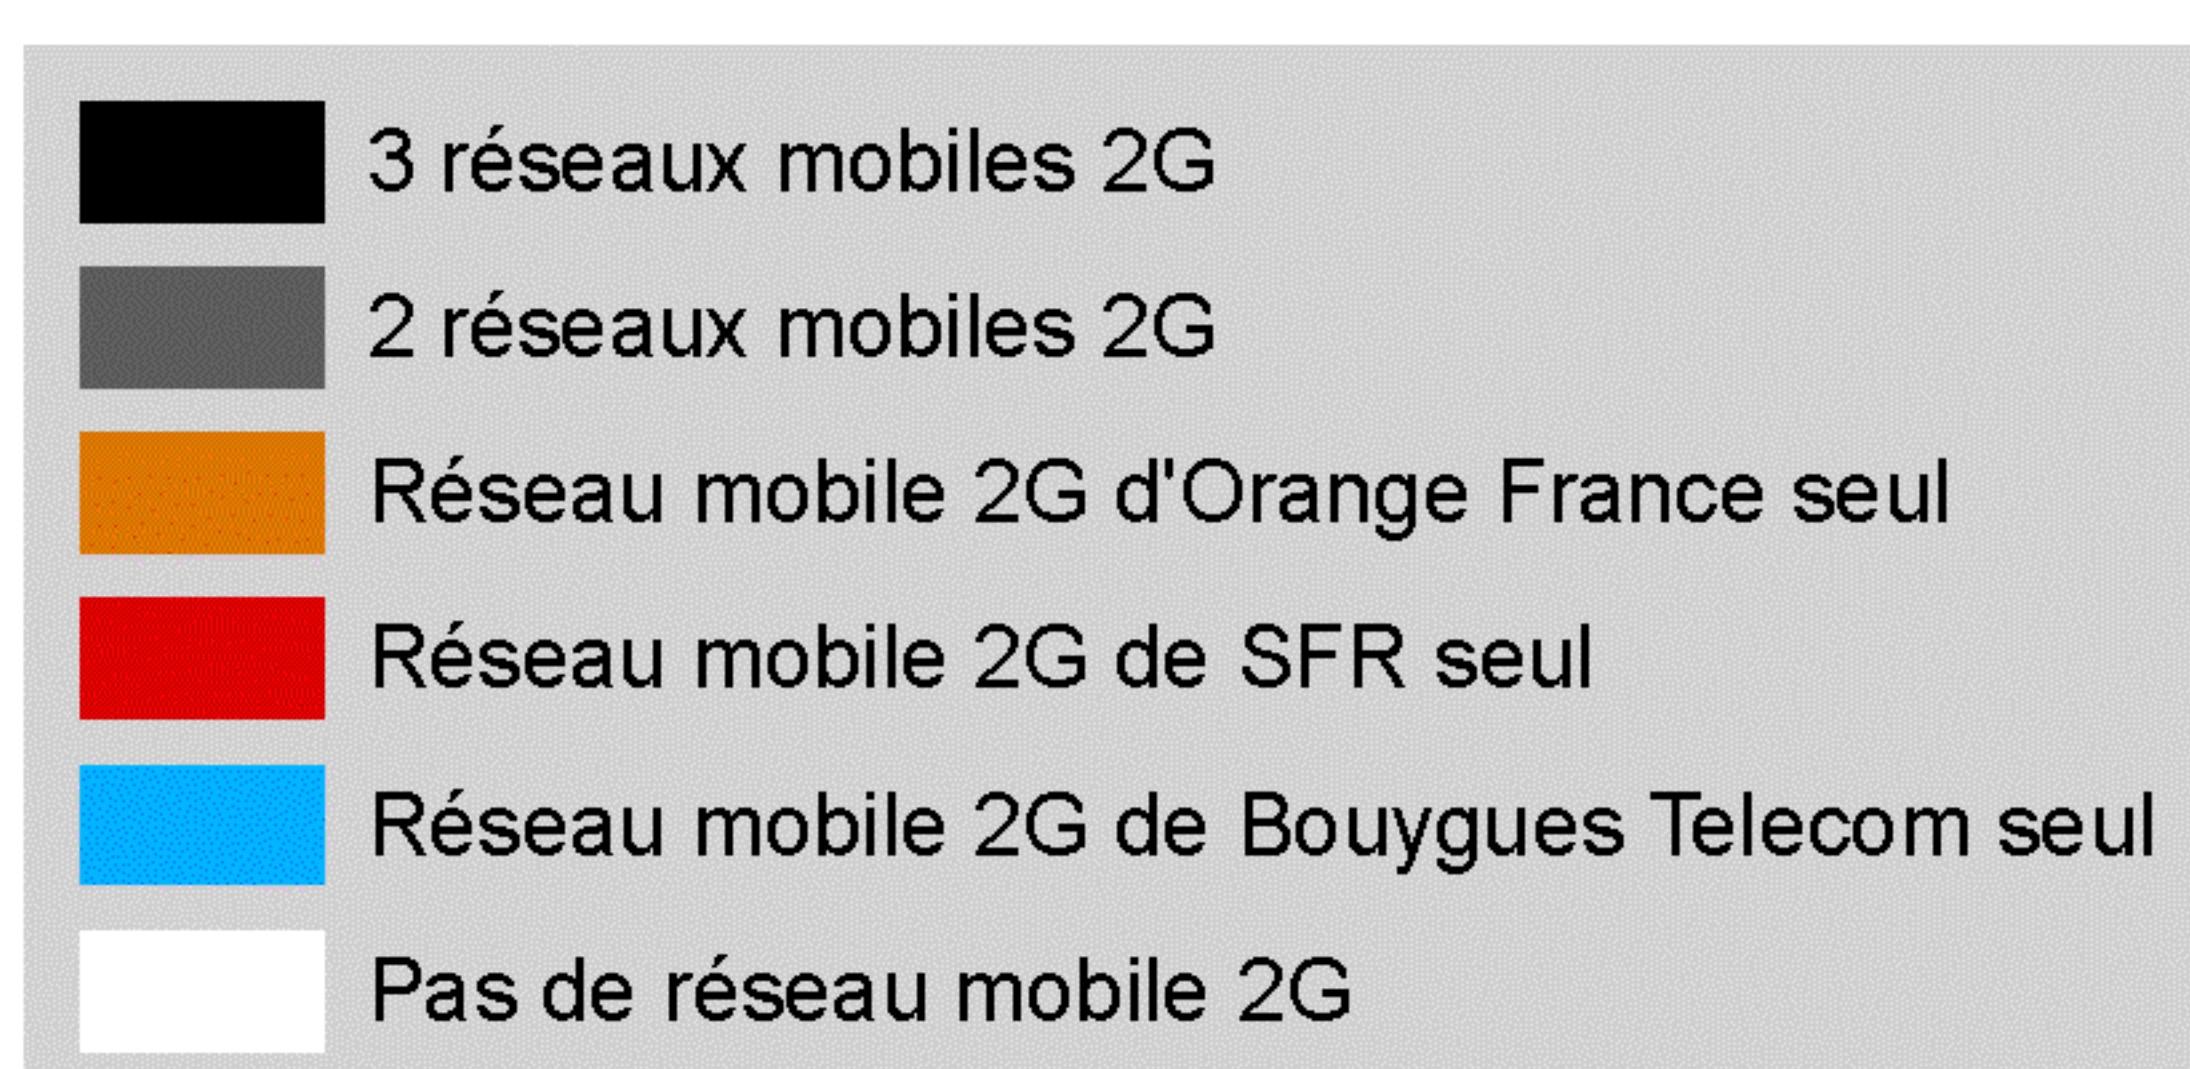 3 réseaux mobiles 2G
2 réseaux mobiles 2G
Réseau mobile 2G d'Orange France seul
Réseau mobile 2G de SFR seul
Réseau mobile 2G de Bouygues Telecom seul
Pas de réseau mobile 2G